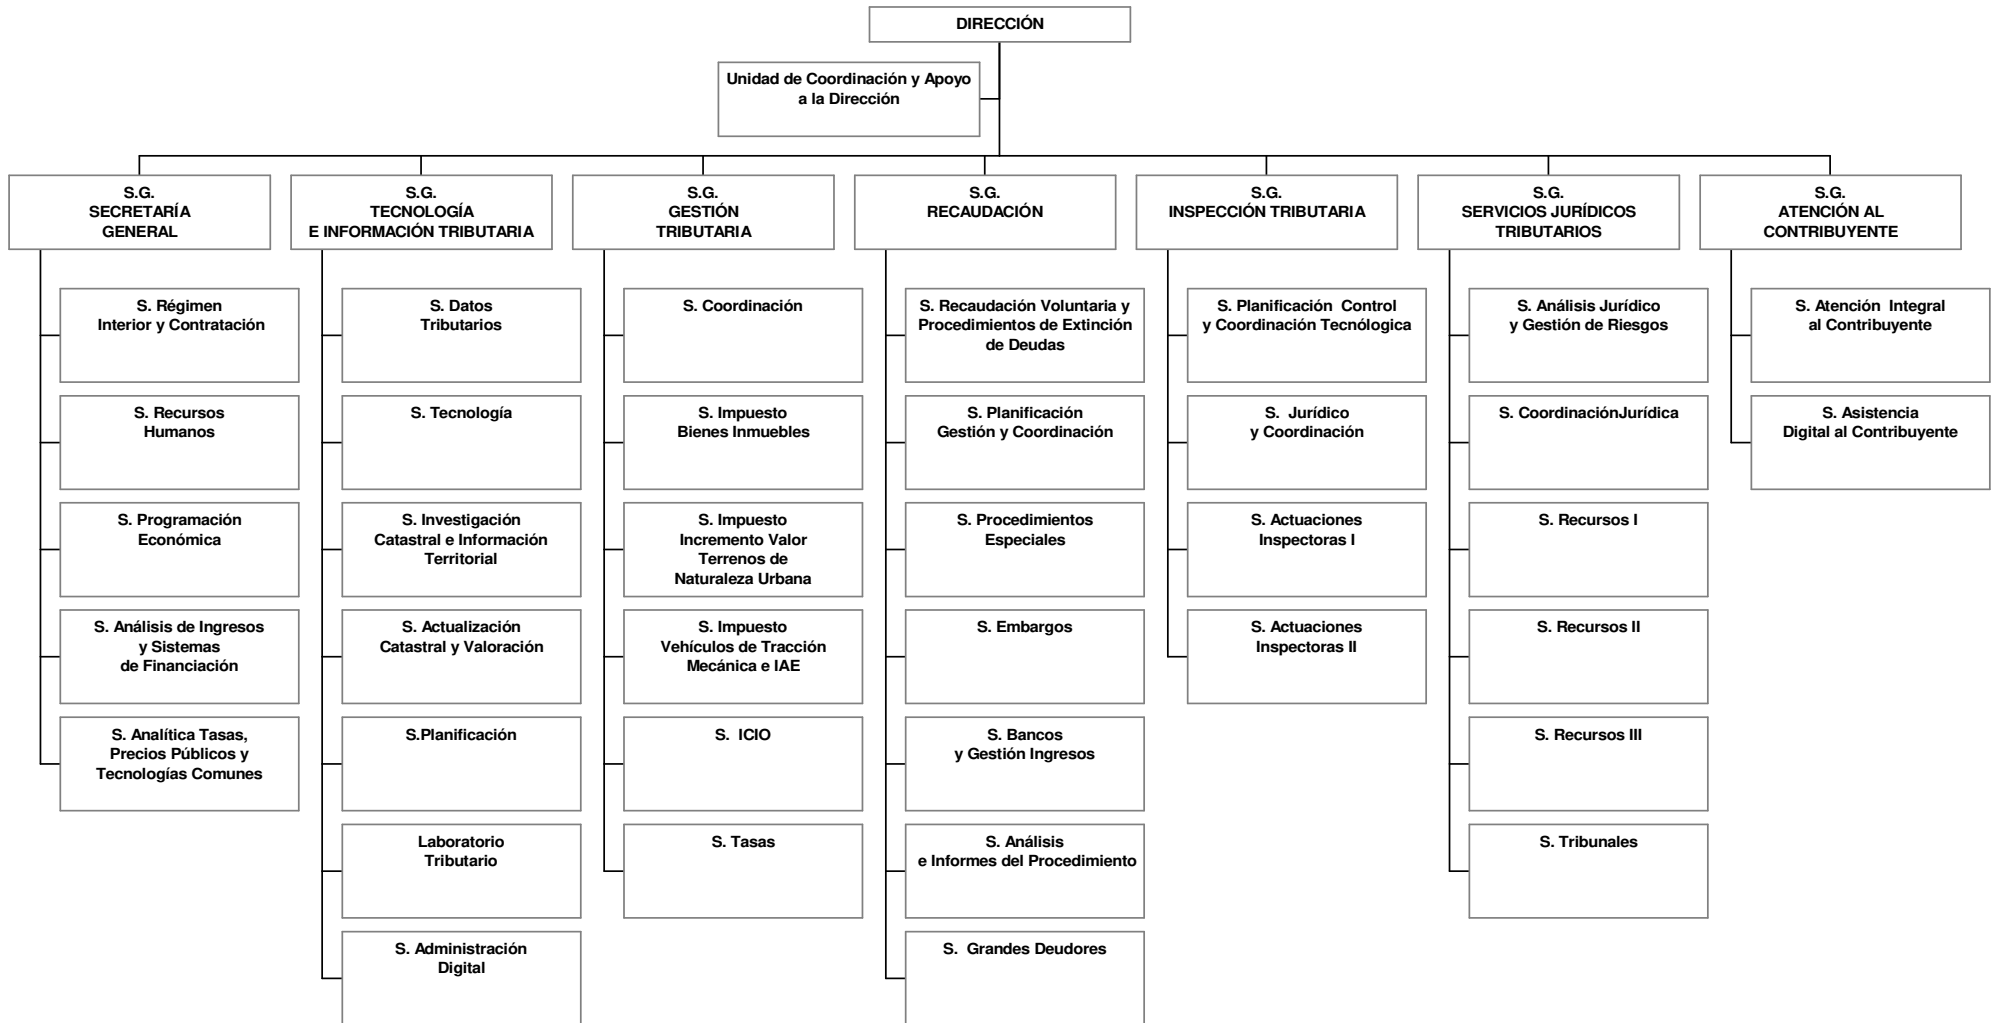 DIRECCIÓN
Unidad de Coordinación y Apoyo
a la Dirección
S.G.
SECRETARÍA
GENERAL
S. Régimen
Interior y Contratación
S. Recursos
Humanos
S. Programación
Económica
S. Análisis de Ingresos
y Sistemas
de Financiación
S. Analítica Tasas,
Precios Públicos y
Tecnologías Comunes
S.G.
TECNOLOGÍA
E INFORMACIÓN TRIBUTARIA
S. Datos
Tributarios
S. Tecnología
S. Investigación
Catastral e Información
Territorial
S. Actualización
Catastral y Valoración
S.Planificación
Laboratorio
Tributario
S. Administración
Digital
S.G.
GESTIÓN
TRIBUTARIA
S. Coordinación
S. Impuesto
Bienes Inmuebles
S. Impuesto
Incremento Valor
Terrenos de
Naturaleza Urbana
S. Impuesto
Vehículos de Tracción
Mecánica e IAE
S. ICIO
S. Tasas
S.G.
RECAUDACIÓN
S. Recaudación Voluntaria y
Procedimientos de Extinción
de Deudas
S. Planificación
Gestión y Coordinación
S. Procedimientos
Especiales
S. Embargos
S. Bancos
y Gestión Ingresos
S. Análisis
e Informes del Procedimiento
S. Grandes Deudores
S.G.
INSPECCIÓN TRIBUTARIA
S. Planificación Control
y Coordinación Tecnólogica
S. Jurídico
y Coordinación
S. Actuaciones
Inspectoras I
S. Actuaciones
Inspectoras II
S.G.
SERVICIOS JURÍDICOS
TRIBUTARIOS
S. Análisis Jurídico
y Gestión de Riesgos
S. CoordinaciónJurídica
S. Recursos I
S. Recursos II
S. Recursos III
S. Tribunales
S.G.
ATENCIÓN AL
CONTRIBUYENTE
S. Atención Integral
al Contribuyente
S. Asistencia
Digital al Contribuyente